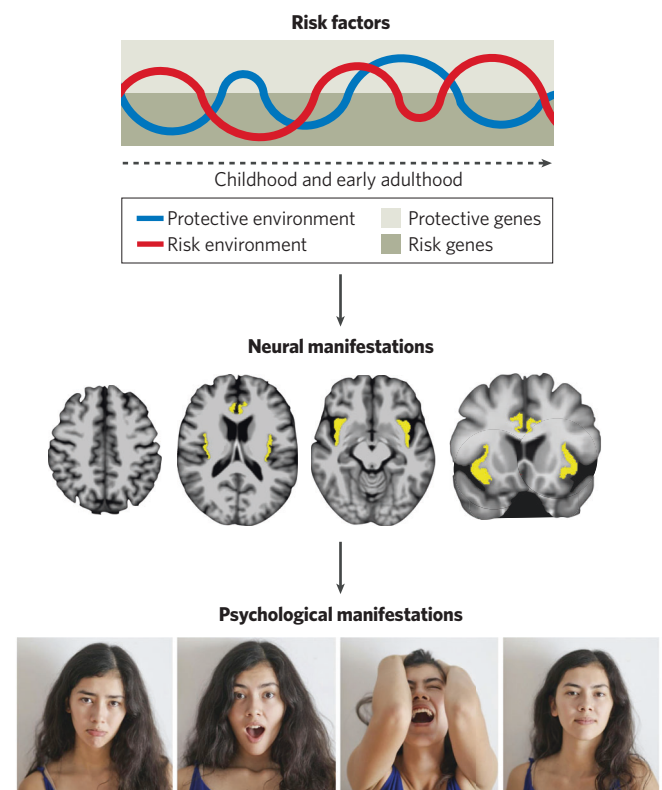 Risk factors
Childhood and early adulthood
Protective environment
Protective genes
Risk environment
Risk genes
Neural manifestations
Psychological manifestations